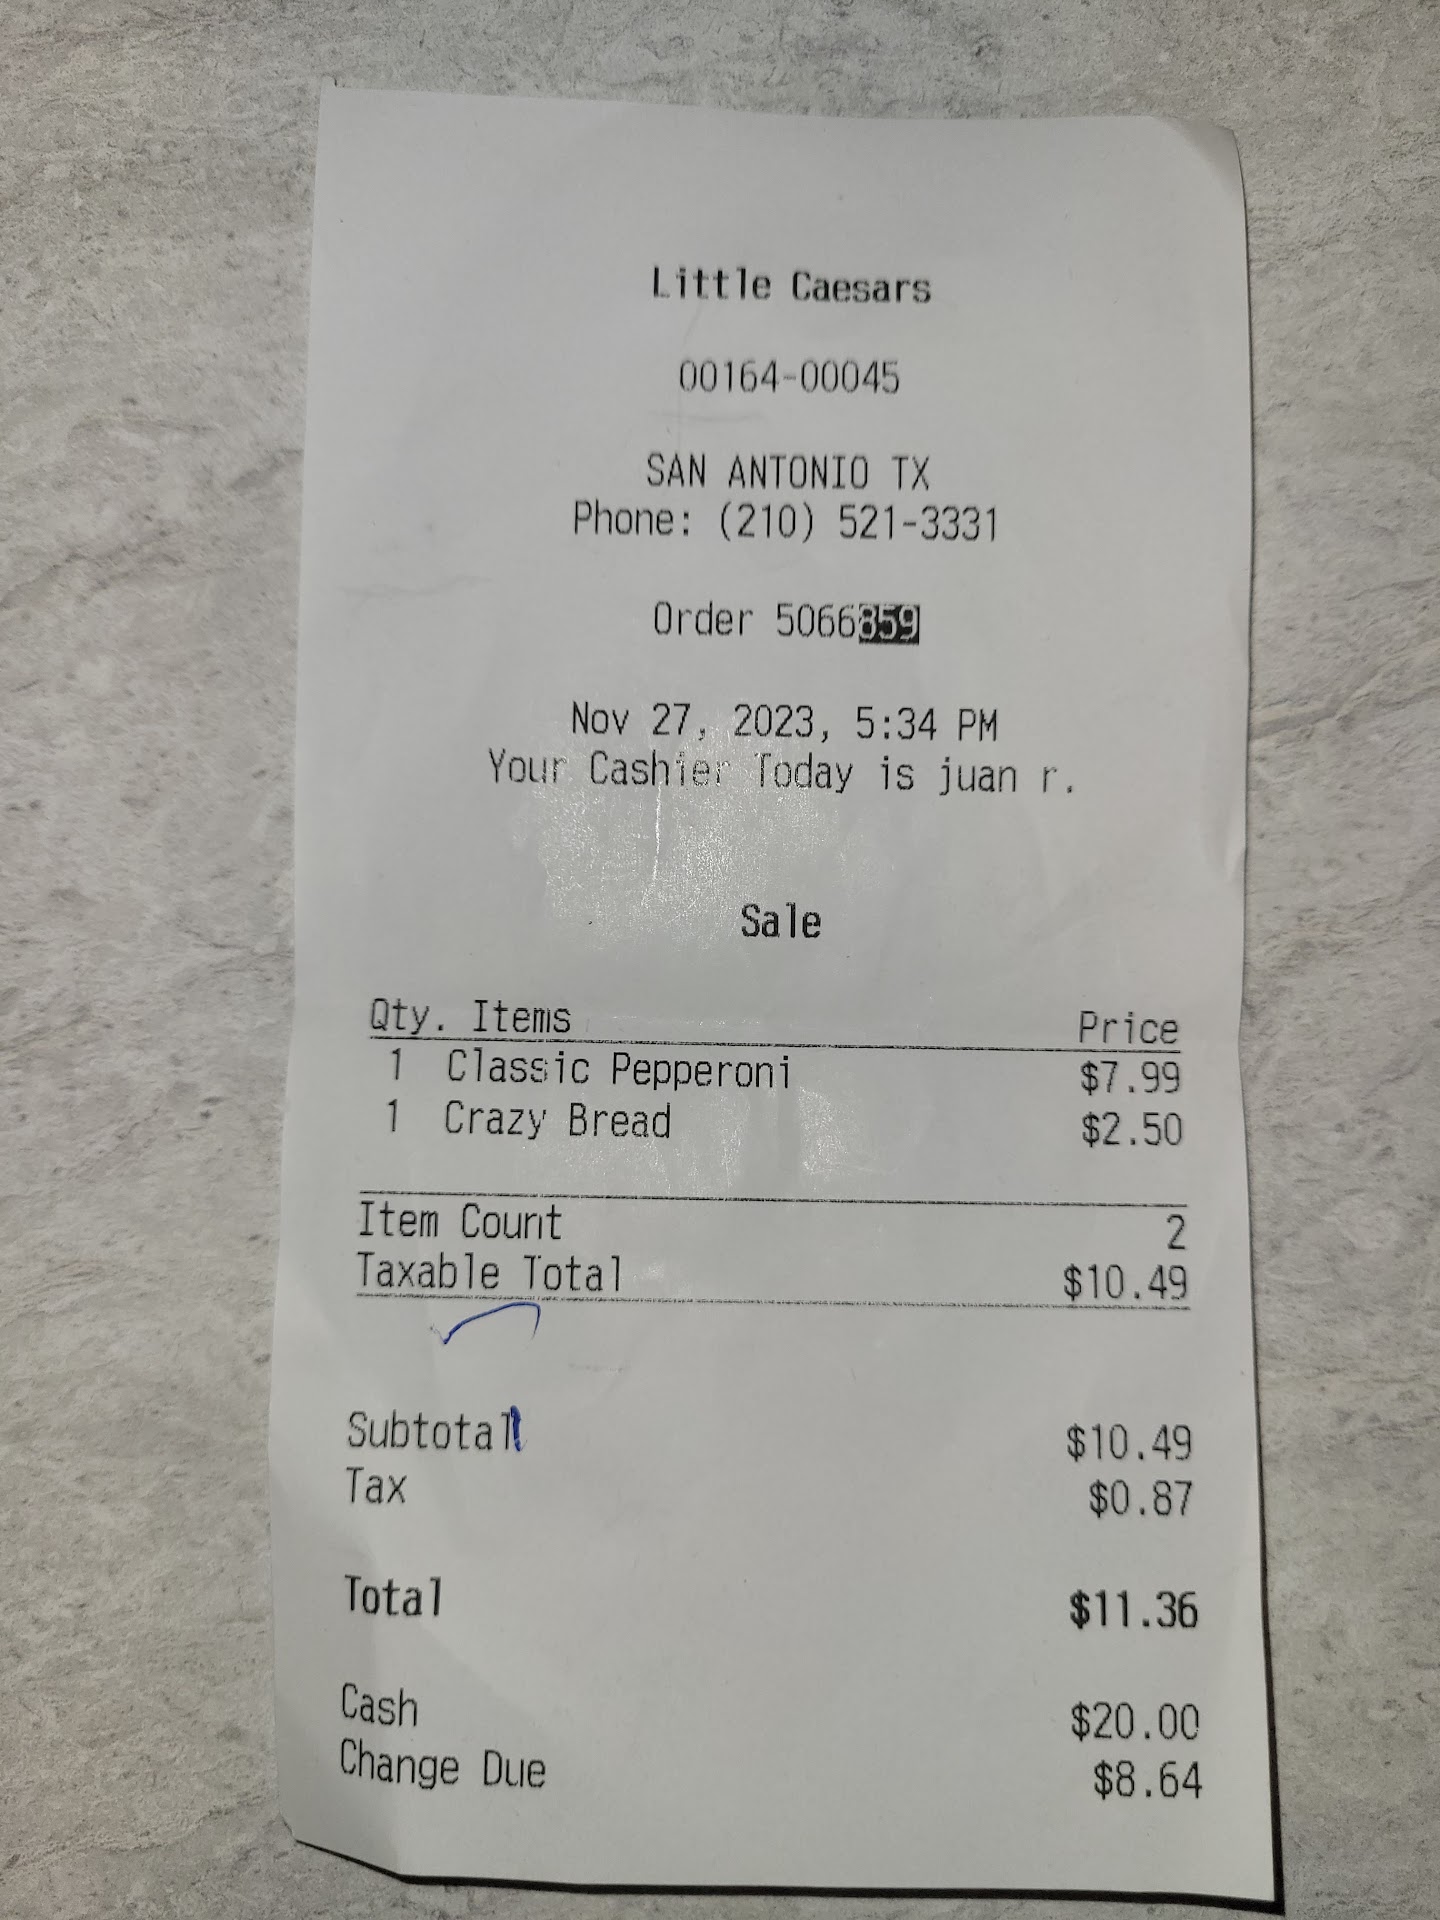 Little Caesars
00164-00045
SAN ANTONIO TX
Phone: (210) 521-3331
Order 5066859
Nov 27, 2023, 5:34 PM
Your Cashier Today is juan r.
Sale
Qty. Items Price
1 Classic Pepperoni $7.99
1 Crazy Bread $2.50
Item Count 2
Taxable Total $10.49
Subtotal $10.49
Tax $0.87
Total $11.36
Cash $20.00
Change Due $8.64